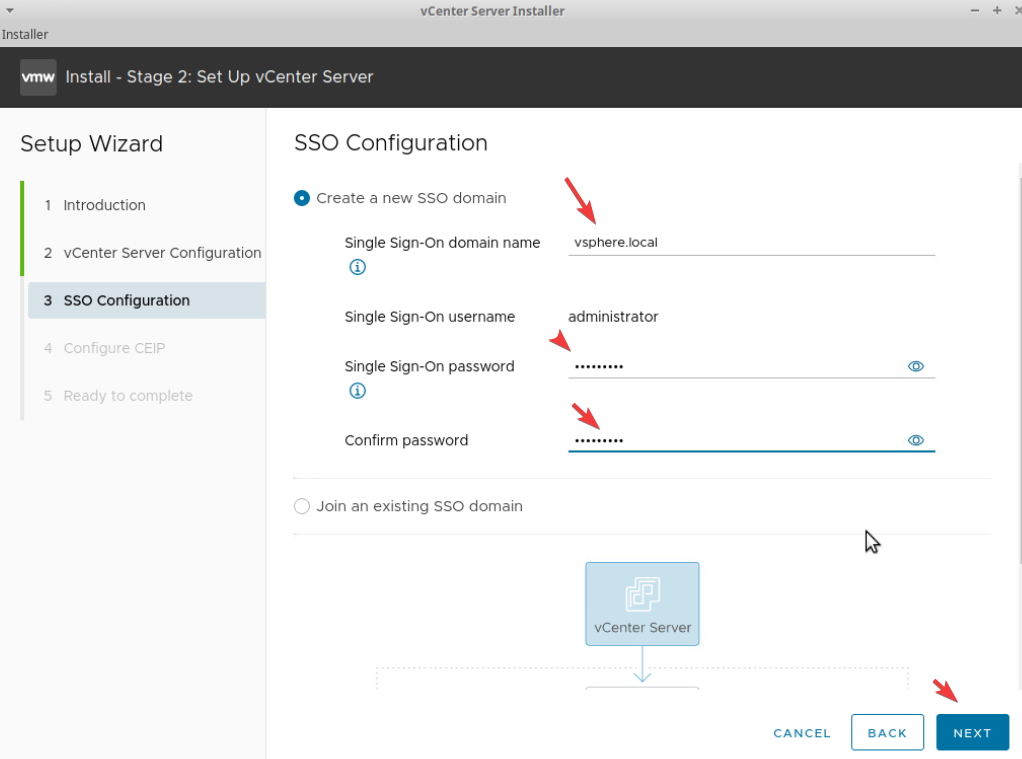 vCenter Server Installer
Installer
vmw Install - Stage 2: Set Up vCenter Server
Setup Wizard
1 Introduction
2 vCenter Server Configuration
3 SSO Configuration
4 Configure CEIP
5 Ready to complete
SSO Configuration
Create a new SSO domain
Single Sign-On domain name vsphere.local
Single Sign-On username administrator
Single Sign-On password •••••••••
Confirm password •••••••••
Join an existing SSO domain
vCenter Server
CANCEL BACK NEXT